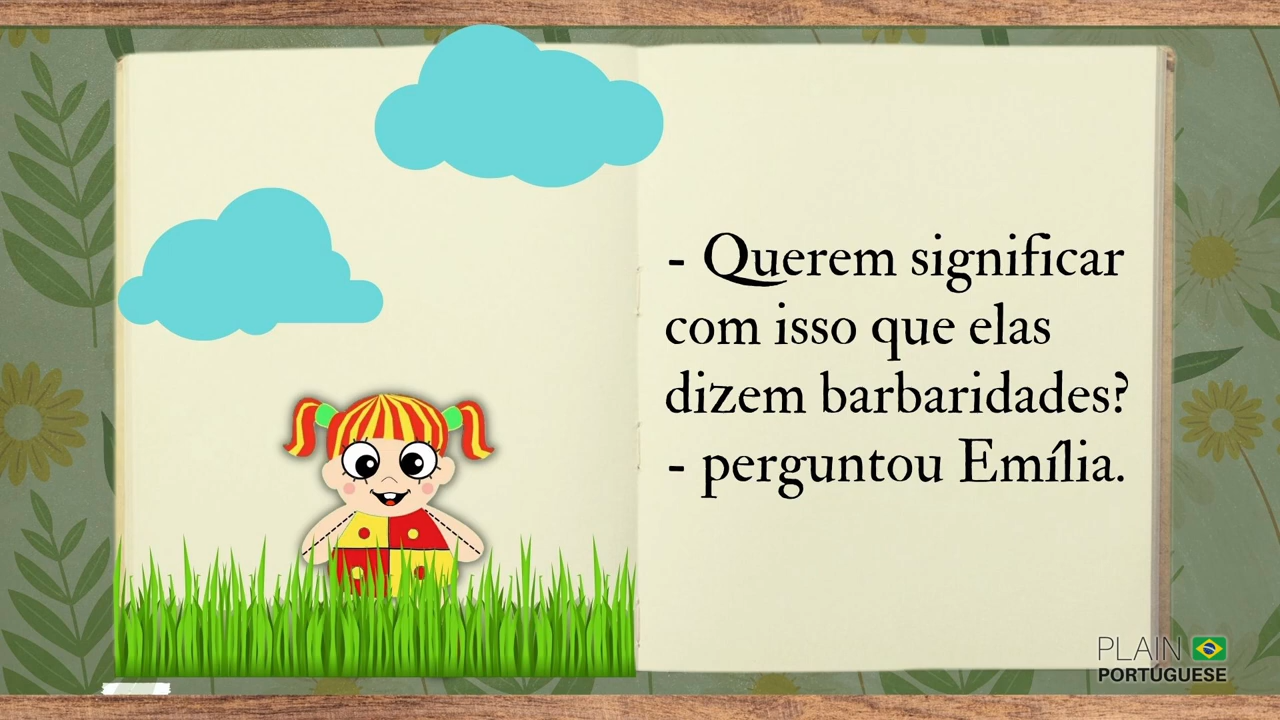 - Querem significar
com isso que elas
dizem barbaridades?
- perguntou Emília.
PLAIN
PORTUGUESE